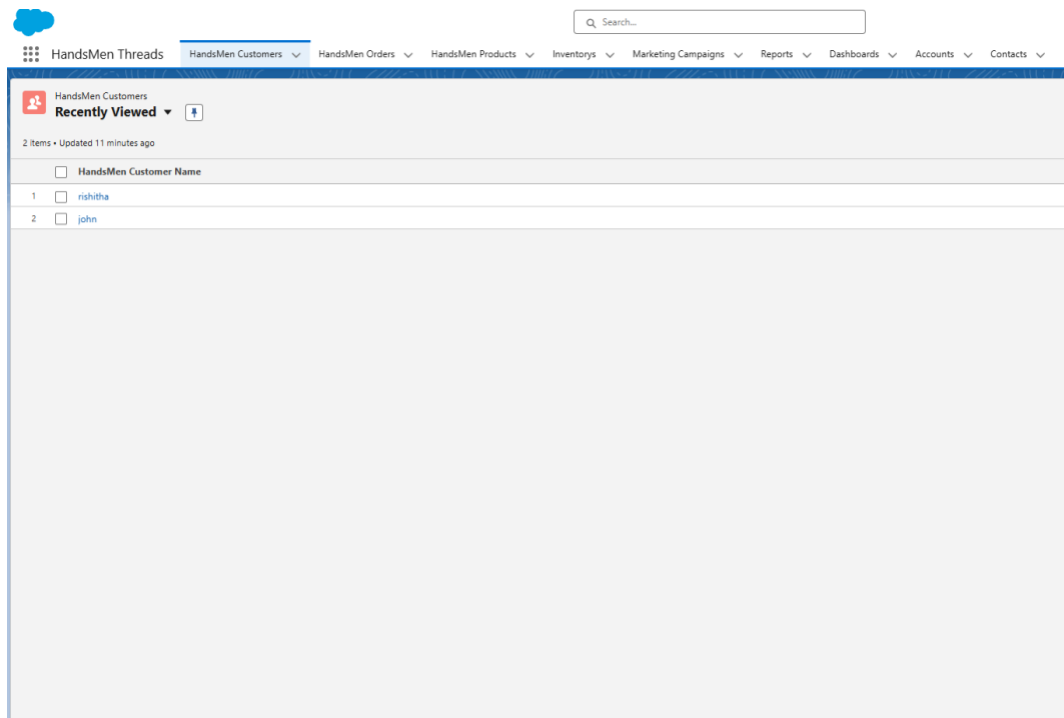 Search...
HandsMen Threads HandsMen Customers HandsMen Orders HandsMen Products Inventorys Marketing Campaigns Reports Dashboards Accounts Contacts
HandsMen Customers
Recently Viewed
2 items • Updated 11 minutes ago
HandsMen Customer Name
1 rishitha
2 john